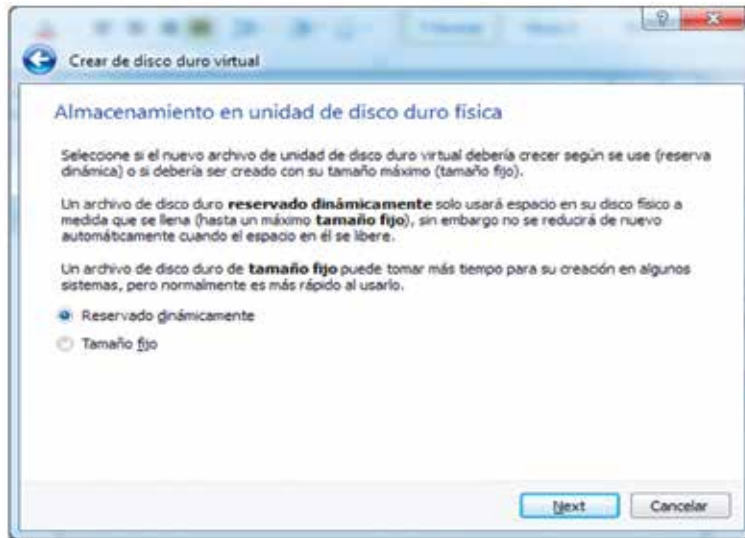 Crear de disco duro virtual
Almacenamiento en unidad de disco duro física
Seleccione si el nuevo archivo de unidad de disco duro virtual debería crecer según se use (reserva
dinámica) o si debería ser creado con su tamaño máximo (tamaño fijo).
Un archivo de disco duro reservado dinámicamente solo usará espacio en su disco físico a
medida que se llena (hasta un máximo tamaño fijo), sin embargo no se reducirá de nuevo
automáticamente cuando el espacio en él se libere.
Un archivo de disco duro de tamaño fijo puede tomar más tiempo para su creación en algunos
sistemas, pero normalmente es más rápido al usarlo.
Reservado dinámicamente
Tamaño fijo
Next Cancelar